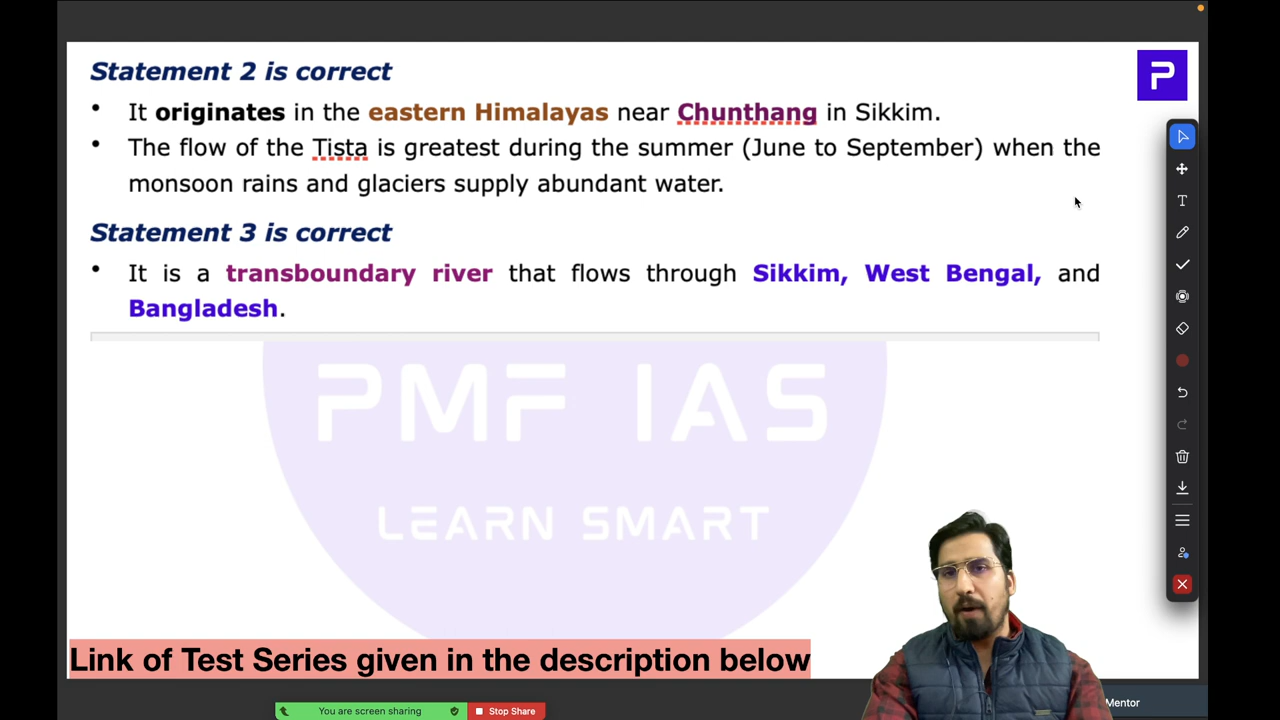 Statement 2 is correct
• It originates in the eastern Himalayas near Chunthang in Sikkim.
• The flow of the Tista is greatest during the summer (June to September) when the
monsoon rains and glaciers supply abundant water.
Statement 3 is correct
• It is a transboundary river that flows through Sikkim, West Bengal, and
Bangladesh.
PMF IAS
LEARN SMART
Link of Test Series given in the description below
You are screen sharing
Stop Share
Mentor
P
T